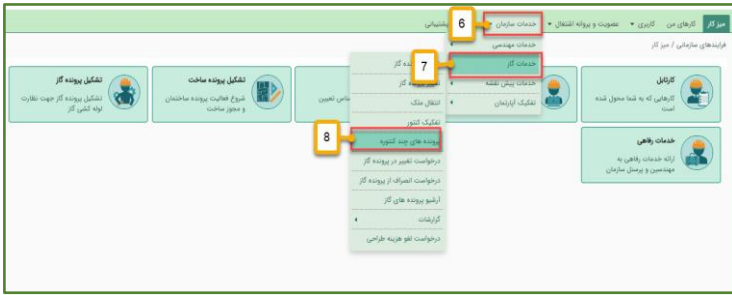 میز کار کارهای من کاربری عضویت و پروانه اشتغال خدمات سازمان 6 پشتیبانی
فرایندهای سازمانی / میز کار
خدمات مهندسی
خدمات گاز 7
خدمات پیش نقشه
تفکیک آپارتمان
پرونده گاز
گاز
انتقال ملک
تفکیک کنتور
پرونده های چند کنتوره 8
درخواست تغییر در پرونده گاز
درخواست انصراف از پرونده گاز
آرشیو پرونده های گاز
گزارشات
درخواست لغو هزینه طراحی
کارتابل
کارهایی که به شما محول شده
است
تعیین
تشکیل پرونده ساخت
شروع فعالیت پرونده ساختمان
و مجوز ساخت
تشکیل پرونده گاز
تشکیل پرونده گاز جهت نظارت
لوله کشی گاز
خدمات رفاهی
ارائه خدمات رفاهی به
مهندسین و پرسنل سازمان